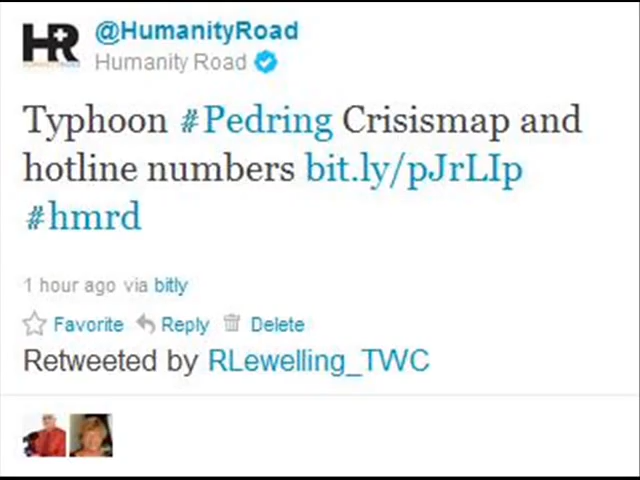 HR
@HumanityRoad
Humanity Road
Typhoon #Pedring Crisismap and
hotline numbers bit.ly/pJrLIp
#hmrd
1 hour ago via bitly
Favorite Reply Delete
Retweeted by RLewelling_TWC